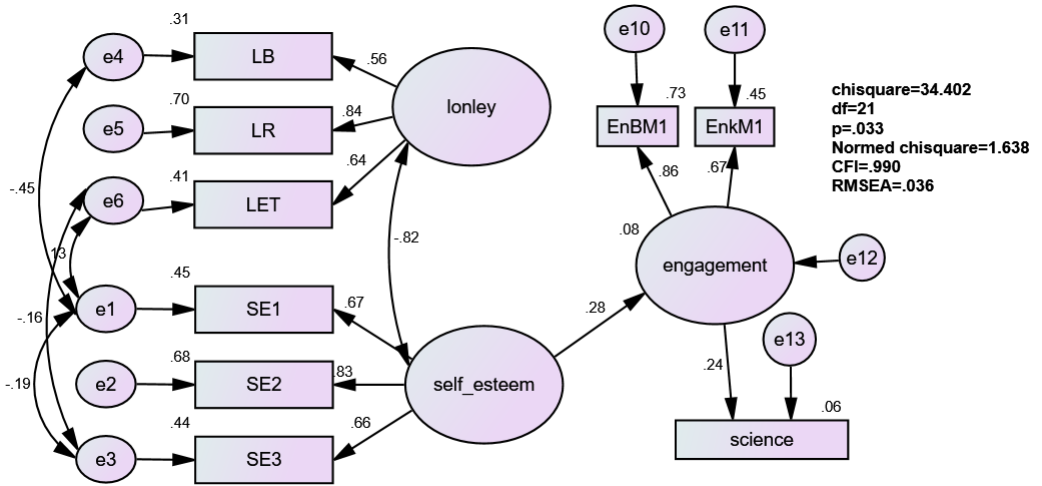 e10
e11
.31
e4
LB
.56
lonley
.73
.45
chisquare=34.402
df=21
p=.033
Normed chisquare=1.638
CFI=.990
RMSEA=.036
.70
e5
LR
.84
EnBM1
EnkM1
.64
.86
.67
-.45
.41
e6
LET
.08
-.82
13
engagement
e12
.45
.28
-.16
e1
SE1
.67
e13
.68
.24
-.19
e2
SE2
.83
self_esteem
.06
.44
.66
science
e3
SE3